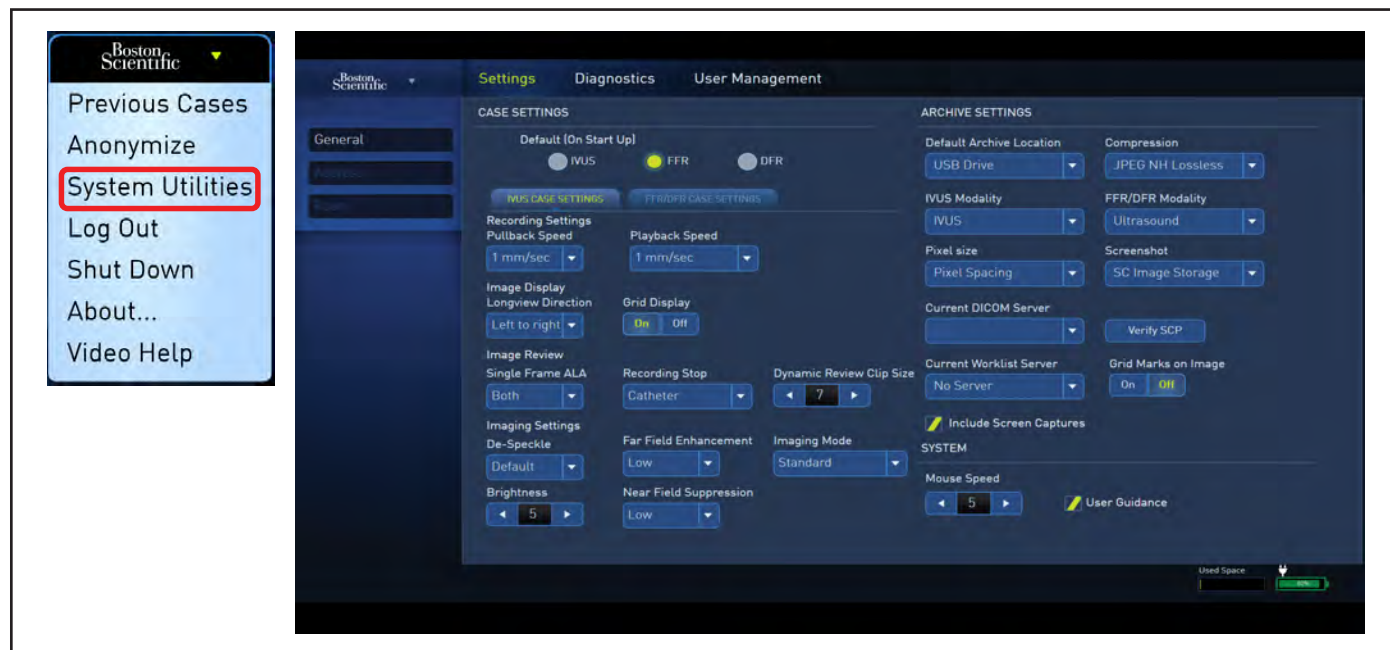 Boston
Scientific
Previous Cases
Anonymize
System Utilities
Log Out
Shut Down
About...
Video Help
Boston
Scientific
Settings Diagnostics User Management
General
CASE SETTINGS
Default (On Start Up)
IVUS FFR DFR
IVUS CASE SETTINGS FFR/DFR CASE SETTINGS
Recording Settings
Pullback Speed Playback Speed
1 mm/sec 1 mm/sec
Image Display
Longview Direction Grid Display
Left to right On Off
Image Review
Single Frame ALA Recording Stop Dynamic Review Clip Size
Both Catheter 7
Imaging Settings
De-Speckle Far Field Enhancement Imaging Mode
Default Low Standard
Brightness Near Field Suppression
5 Low
ARCHIVE SETTINGS
Default Archive Location Compression
USB Drive JPEG NH Lossless
IVUS Modality FFR/DFR Modality
IVUS Ultrasound
Pixel size Screenshot
Pixel Spacing SC Image Storage
Current DICOM Server
Verify SCP
Current Worklist Server Grid Marks on Image
No Server On Off
Include Screen Captures
SYSTEM
Mouse Speed
5 User Guidance
Used Space